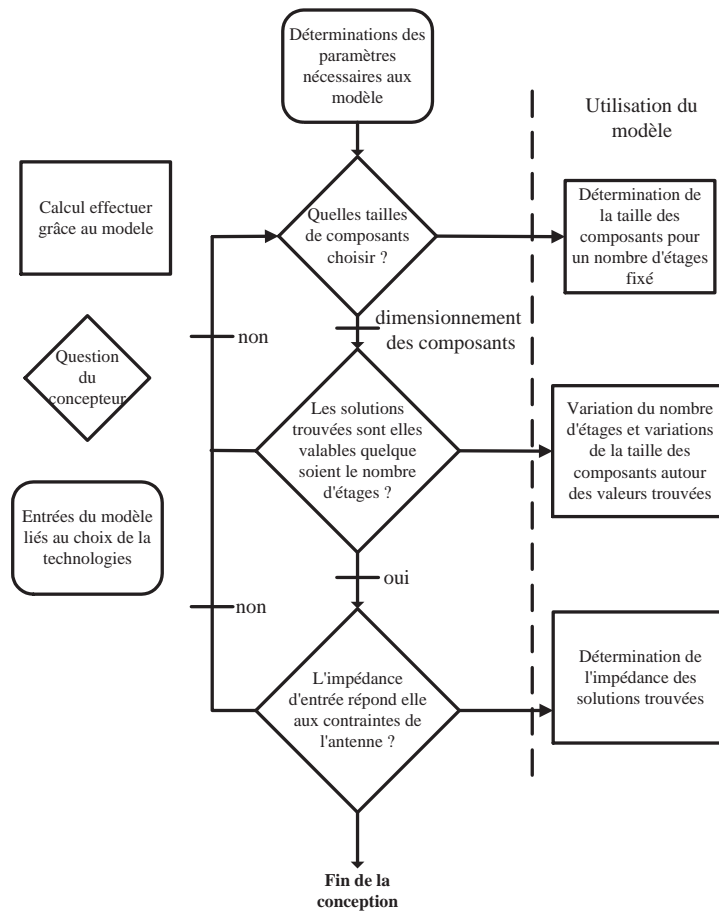 Déterminations des
paramètres
nécessaires aux
modèle
Utilisation du
modèle
Calcul effectuer
grâce au modele
Quelles tailles
de composants
choisir ?
Détermination de
la taille des
composants pour
un nombre d'étages
fixé
non
dimensionnement
des composants
Question
du
concepteur
Les solutions
trouvées sont elles
valables quelque
soient le nombre
d'étages ?
Variation du nombre
d'étages et variations
de la taille des
composants autour
des valeurs trouvées
Entrées du modèle
liés au choix de la
technologies
oui
non
L'impédance
d'entrée répond elle
aux contraintes de
l'antenne ?
Détermination de
l'impédance des
solutions trouvées
Fin de la
conception